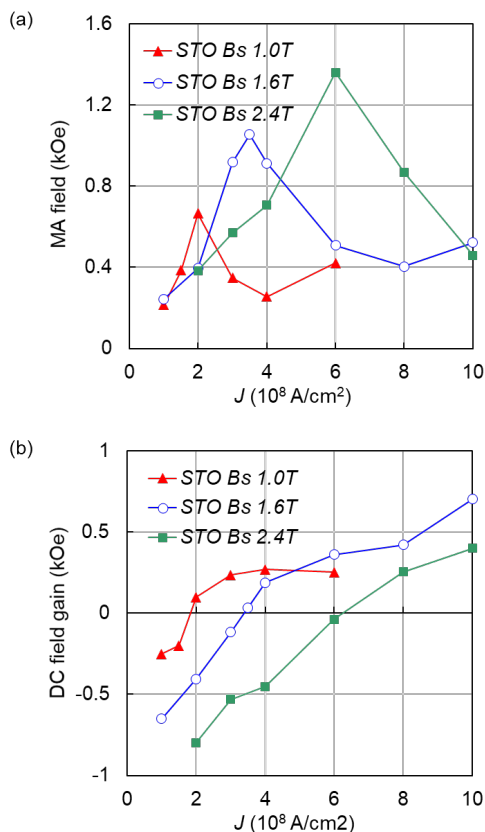 (a)
1.6
1.2
0.8
0.4
0
MA field (kOe)
STO Bs 1.0T
STO Bs 1.6T
STO Bs 2.4T
0 2 4 6 8 10
J (10⁸ A/cm²)
(b)
1
0.5
0
-0.5
-1
DC field gain (kOe)
STO Bs 1.0T
STO Bs 1.6T
STO Bs 2.4T
0 2 4 6 8 10
J (10⁸ A/cm2)